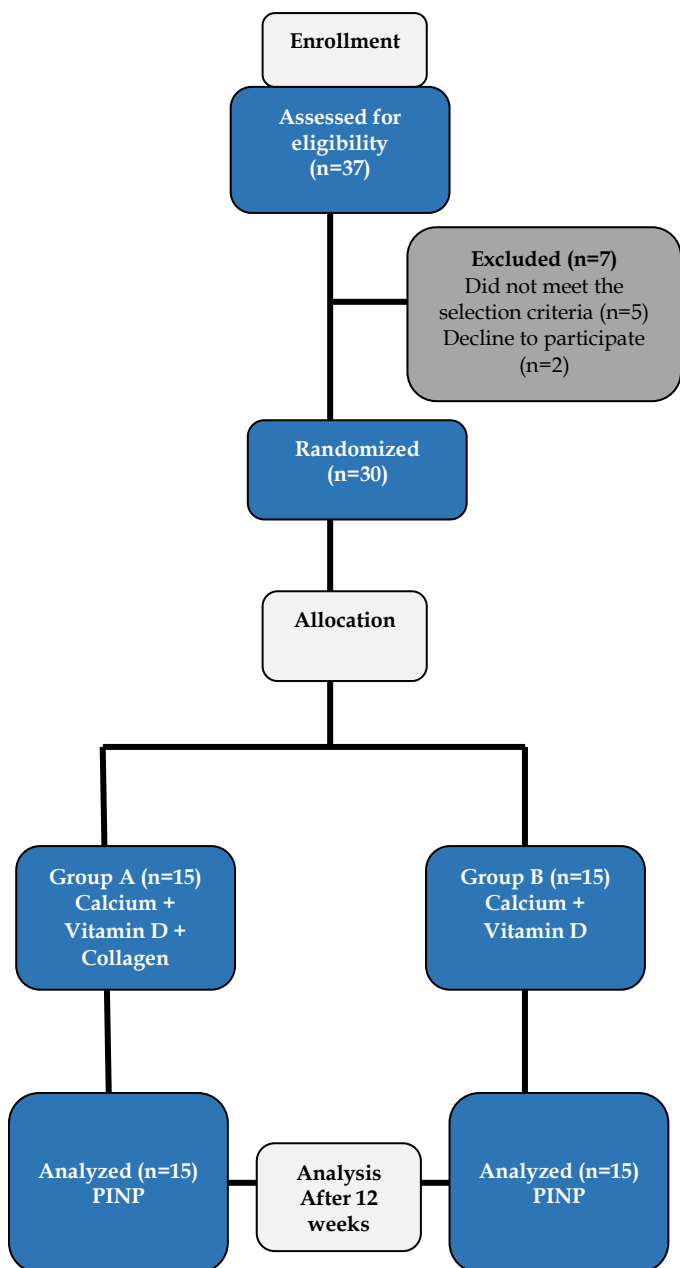 Enrollment
Assessed for
eligibility
(n=37)
Excluded (n=7)
Did not meet the
selection criteria (n=5)
Decline to participate
(n=2)
Randomized
(n=30)
Allocation
Group A (n=15)
Calcium +
Vitamin D +
Collagen
Group B (n=15)
Calcium +
Vitamin D
Analyzed (n=15)
PINP
Analysis
After 12
weeks
Analyzed (n=15)
PINP